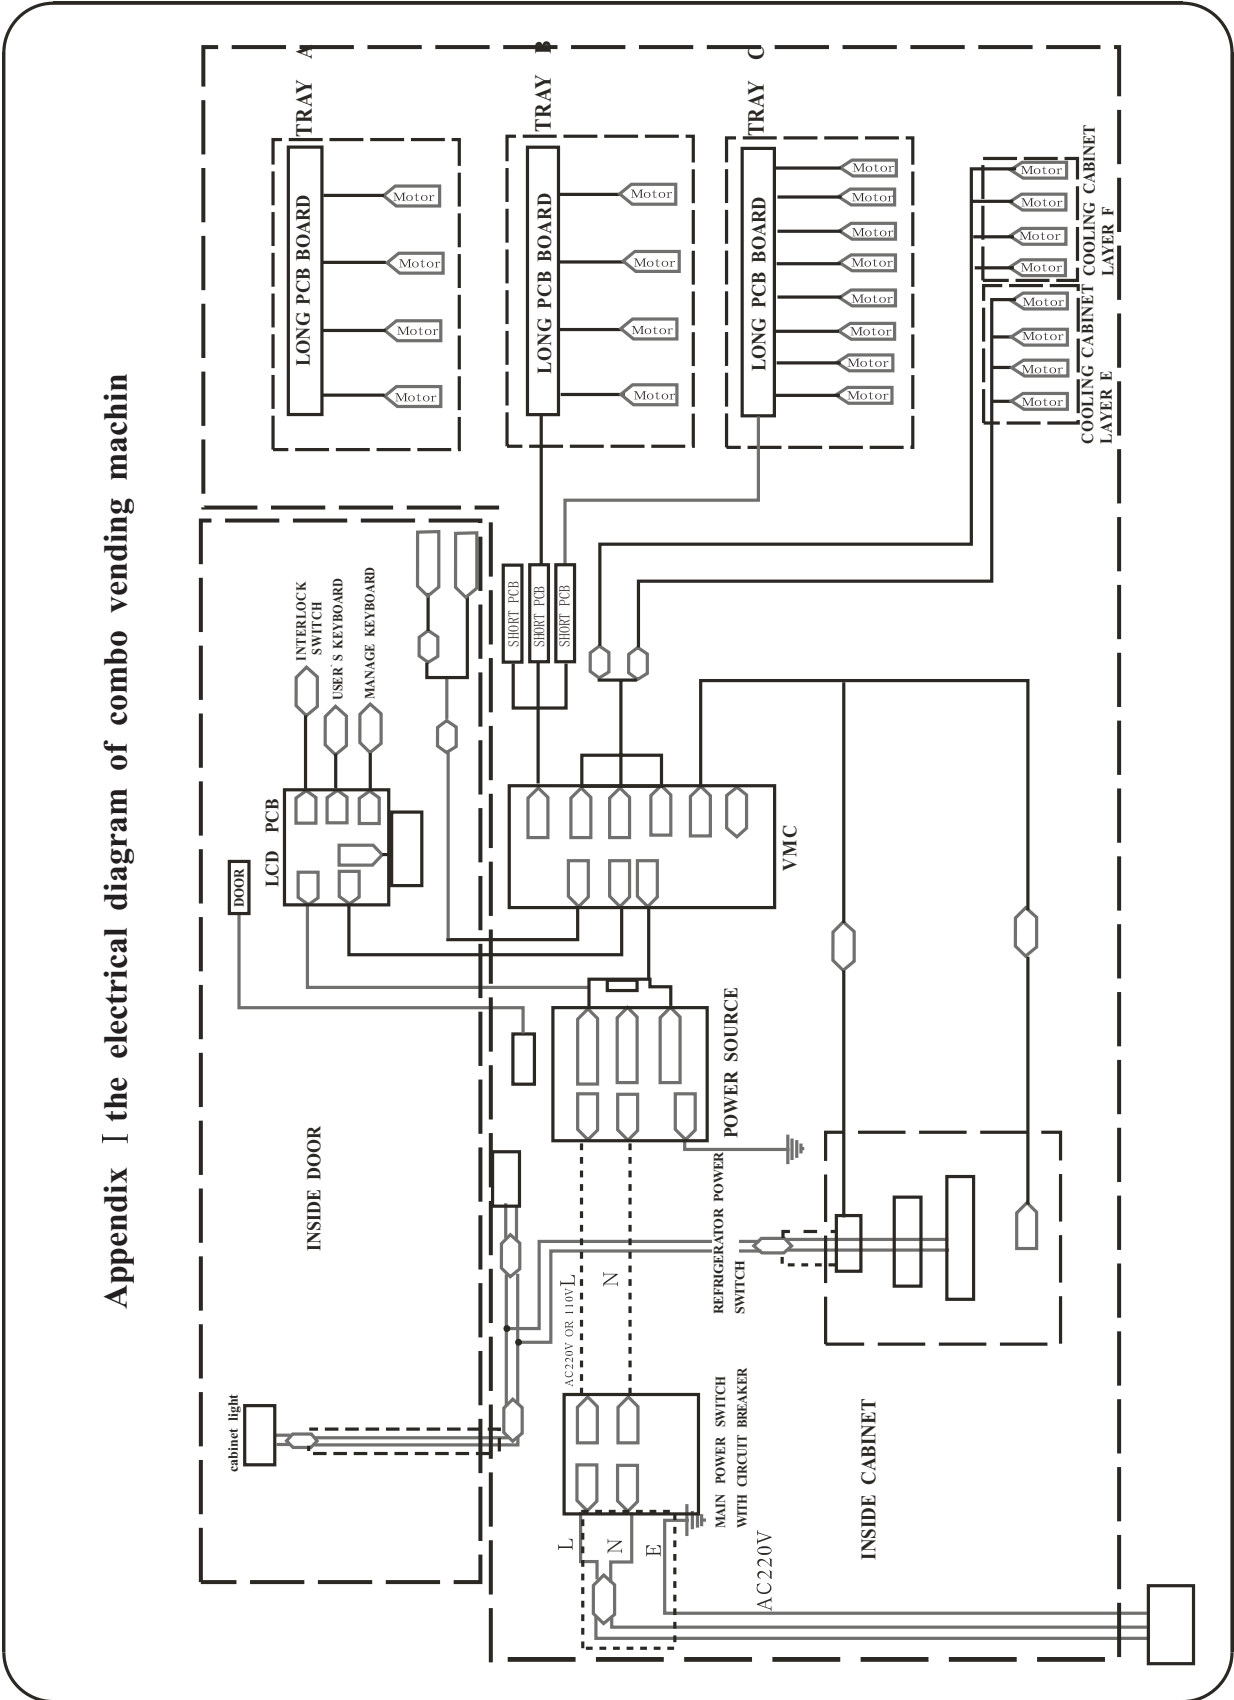 Appendix I the electrical diagram of combo vending machin
TRAY A
LONG PCB BOARD
Motor
Motor
Motor
Motor
TRAY B
LONG PCB BOARD
Motor
Motor
Motor
Motor
TRAY C
LONG PCB BOARD
Motor
Motor
Motor
Motor
Motor
Motor
Motor
Motor
Motor
Motor
Motor
Motor
COOLING CABINET
LAYER F
Motor
Motor
Motor
Motor
COOLING CABINET
LAYER E
INTERLOCK
SWITCH
USER`S KEYBOARD
MANAGE KEYBOARD
SHORT PCB
SHORT PCB
SHORT PCB
LCD PCB
DOOR
VMC
POWER SOURCE
INSIDE DOOR
REFRIGERATOR POWER
SWITCH
AC220V OR 110V
L
N
cabinet light
MAIN POWER SWITCH
WITH CIRCUIT BREAKER
L
N
E
AC220V
INSIDE CABINET